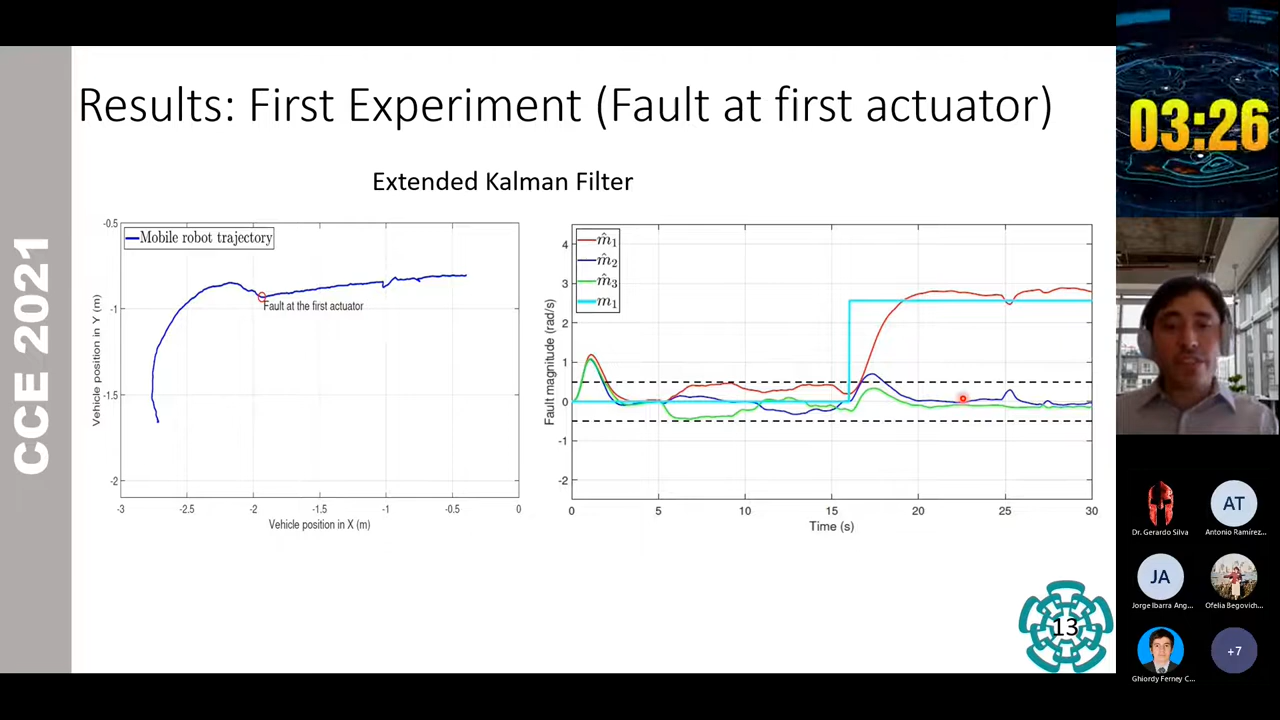 Results: First Experiment (Fault at first actuator)
Extended Kalman Filter
CCE 2021
Mobile robot trajectory
Fault at the first actuator
-0.5
-1
-1.5
-2
Vehicle position in Y (m)
-3 -2.5 -2 -1.5 -1 -0.5 0
Vehicle position in X (m)
m̂1
m̂2
m̂3
m1
4
3
2
1
0
-1
-2
Fault magnitude (rad/s)
0 5 10 15 20 25 30
Time (s)
13
03:26
Dr. Gerardo Silva
AT
Antonio Ramírez...
JA
Jorge Ibarra Ang...
Ofelia Begovich...
Ghiordy Ferney C...
+7